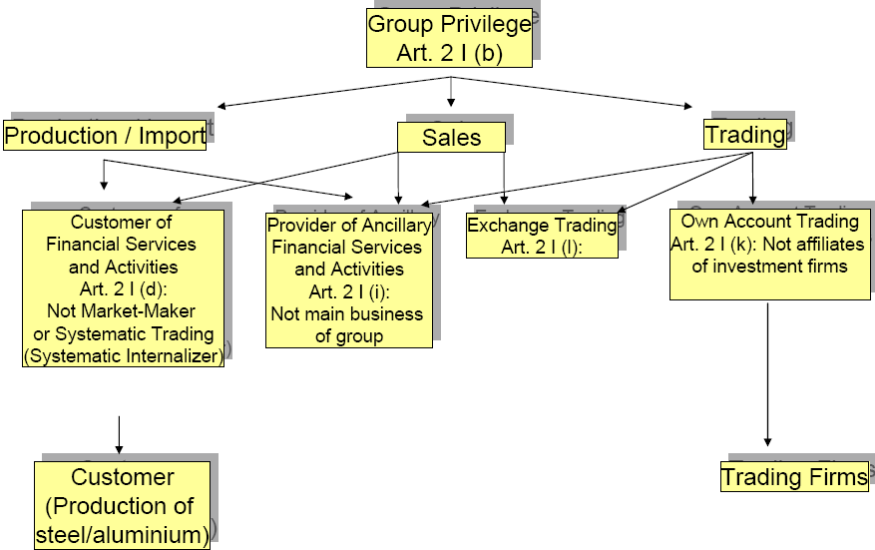 Group Privilege
Art. 2 I (b)
Production / Import
Sales
Trading
Customer of
Financial Services
and Activities
Art. 2 I (d):
Not Market-Maker
or Systematic Trading
(Systematic Internalizer)
Provider of Ancillary
Financial Services
and Activities
Art. 2 I (i):
Not main business
of group
Exchange Trading
Art. 2 I (l):
Own Account Trading
Art. 2 I (k): Not affiliates
of investment firms
Customer
(Production of
steel/aluminium)
Trading Firms